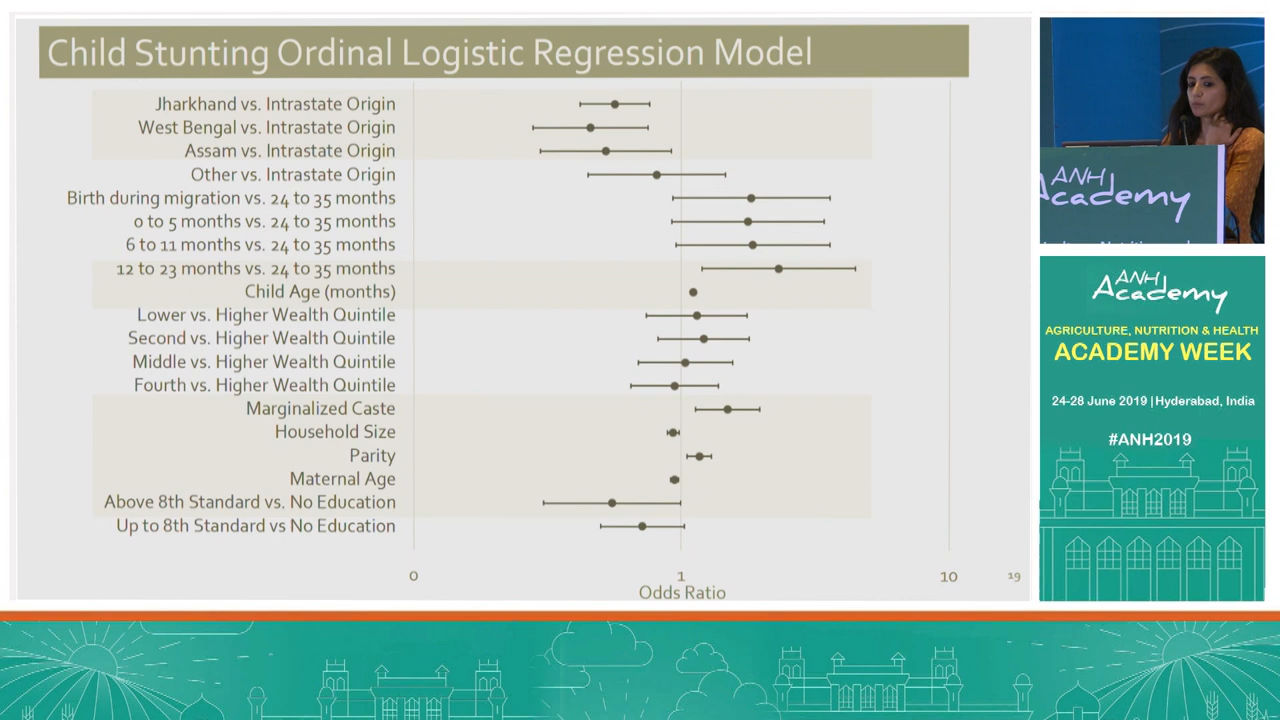 Child Stunting Ordinal Logistic Regression Model
Jharkhand vs. Intrastate Origin
West Bengal vs. Intrastate Origin
Assam vs. Intrastate Origin
Other vs. Intrastate Origin
Birth during migration vs. 24 to 35 months
0 to 5 months vs. 24 to 35 months
6 to 11 months vs. 24 to 35 months
12 to 23 months vs. 24 to 35 months
Child Age (months)
Lower vs. Higher Wealth Quintile
Second vs. Higher Wealth Quintile
Middle vs. Higher Wealth Quintile
Fourth vs. Higher Wealth Quintile
Marginalized Caste
Household Size
Parity
Maternal Age
Above 8th Standard vs. No Education
Up to 8th Standard vs No Education
0 1 10
Odds Ratio
19
ANH
Academy
ANH
Academy
AGRICULTURE, NUTRITION & HEALTH
ACADEMY WEEK
24-28 June 2019 | Hyderabad, India
#ANH2019